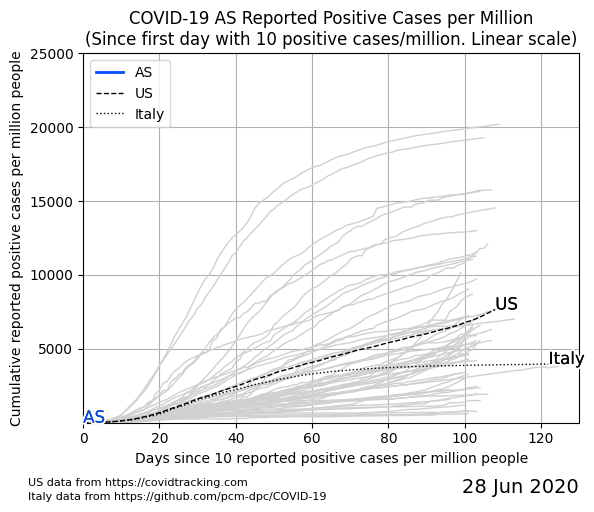 COVID-19 AS Reported Positive Cases per Million
(Since first day with 10 positive cases/million. Linear scale)
Cumulative reported positive cases per million people
25000
20000
15000
10000
5000
AS
US
Italy
US
Italy
AS
0
20
40
60
80
100
120
Days since 10 reported positive cases per million people
US data from https://covidtracking.com
Italy data from https://github.com/pcm-dpc/COVID-19
28 Jun 2020